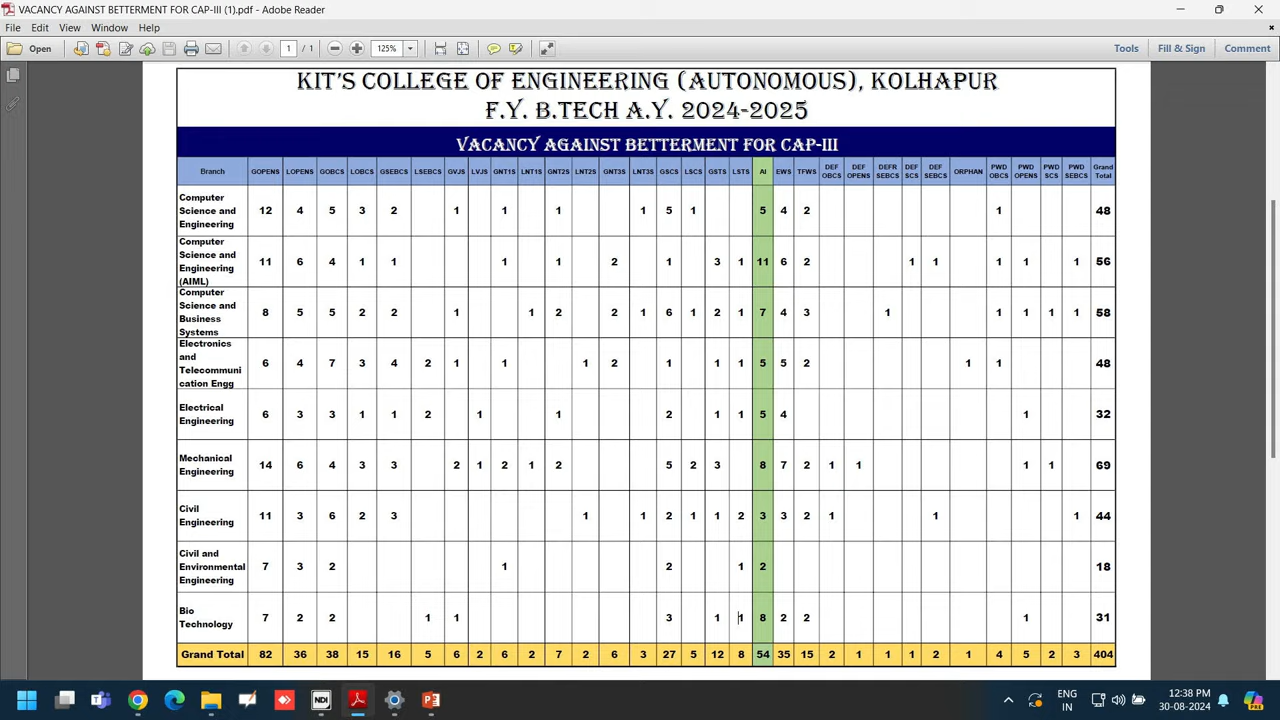 VACANCY AGAINST BETTERMENT FOR CAP-III (1).pdf - Adobe Reader
File Edit View Window Help
Open 1 / 1 125% Tools Fill & Sign Comment
KIT'S COLLEGE OF ENGINEERING (AUTONOMOUS), KOLHAPUR
F.Y. B.TECH A.Y. 2024-2025
VACANCY AGAINST BETTERMENT FOR CAP-III
Branch GOPENS LOPENS GOBCS LOBCS GSEBCS LSEBCS GVJS LVJS GNT1S LNT1S GNT2S LNT2S GNT3S LNT3S GSCS LSCS GSTS LSTS AI EWS TFWS DEF OBCS DEF OPENS DEFR SEBCS DEF SCS DEF SEBCS ORPHAN PWD OBCS PWD OPENS PWD SCS PWD SEBCS Grand Total
Computer Science and Engineering 12 4 5 3 2 1 1 1 1 5 1 5 4 2 1 48
Computer Science and Engineering (AIML) 11 6 4 1 1 1 1 2 1 3 1 11 6 2 1 1 1 1 1 56
Computer Science and Business Systems 8 5 5 2 2 1 1 2 2 1 6 1 2 1 7 4 3 1 1 1 1 1 58
Electronics and Telecommuni cation Engg 6 4 7 3 4 2 1 1 1 2 1 1 1 5 5 2 1 1 48
Electrical Engineering 6 3 3 1 1 2 1 1 2 1 1 5 4 1 32
Mechanical Engineering 14 6 4 3 3 2 1 2 1 2 5 2 3 8 7 2 1 1 1 1 69
Civil Engineering 11 3 6 2 3 1 1 2 1 1 2 3 3 2 1 1 1 44
Civil and Environmental Engineering 7 3 2 1 2 1 2 18
Bio Technology 7 2 2 1 1 3 1 1 8 2 2 1 31
Grand Total 82 36 38 15 16 5 6 2 6 2 7 2 6 3 27 5 12 8 54 35 15 2 1 1 1 2 1 4 5 2 3 404
ENG
IN
12:38 PM
30-08-2024